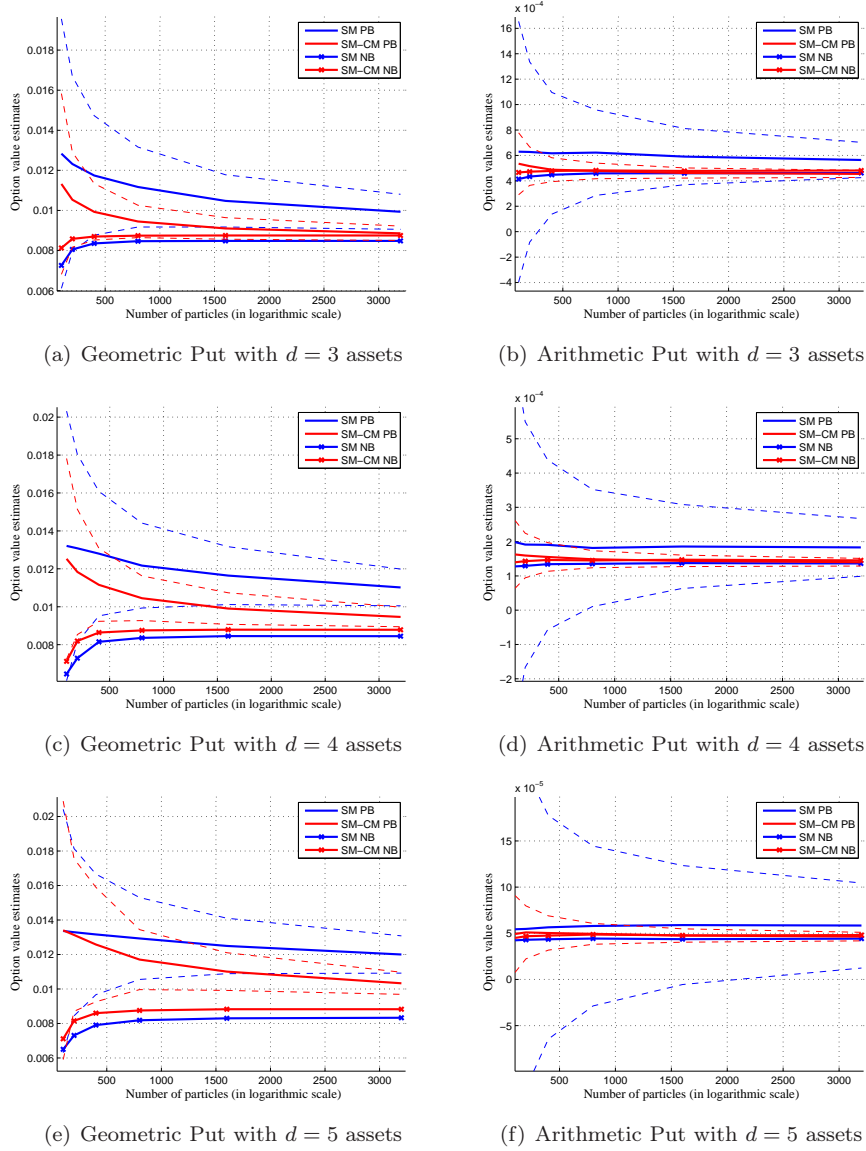 0.018
0.016
0.014
0.012
0.01
0.008
0.006
500 1000 1500 2000 2500 3000
Option value estimates
Number of particles (in logarithmic scale)
SM PB
SM−CM PB
SM NB
SM−CM NB
(a) Geometric Put with d = 3 assets
x 10⁻⁴
16
14
12
10
8
6
4
2
0
−2
−4
500 1000 1500 2000 2500 3000
Option value estimates
Number of particles (in logarithmic scale)
SM PB
SM−CM PB
SM NB
SM−CM NB
(b) Arithmetic Put with d = 3 assets
0.02
0.018
0.016
0.014
0.012
0.01
0.008
500 1000 1500 2000 2500 3000
Option value estimates
Number of particles (in logarithmic scale)
SM PB
SM−CM PB
SM NB
SM−CM NB
(c) Geometric Put with d = 4 assets
x 10⁻⁴
5
4
3
2
1
0
−1
−2
500 1000 1500 2000 2500 3000
Option value estimates
Number of particles (in logarithmic scale)
SM PB
SM−CM PB
SM NB
SM−CM NB
(d) Arithmetic Put with d = 4 assets
0.02
0.018
0.016
0.014
0.012
0.01
0.008
0.006
500 1000 1500 2000 2500 3000
Option value estimates
Number of particles (in logarithmic scale)
SM PB
SM−CM PB
SM NB
SM−CM NB
(e) Geometric Put with d = 5 assets
x 10⁻⁵
15
10
5
0
−5
500 1000 1500 2000 2500 3000
Option value estimates
Number of particles (in logarithmic scale)
SM PB
SM−CM PB
SM NB
SM−CM NB
(f) Arithmetic Put with d = 5 assets